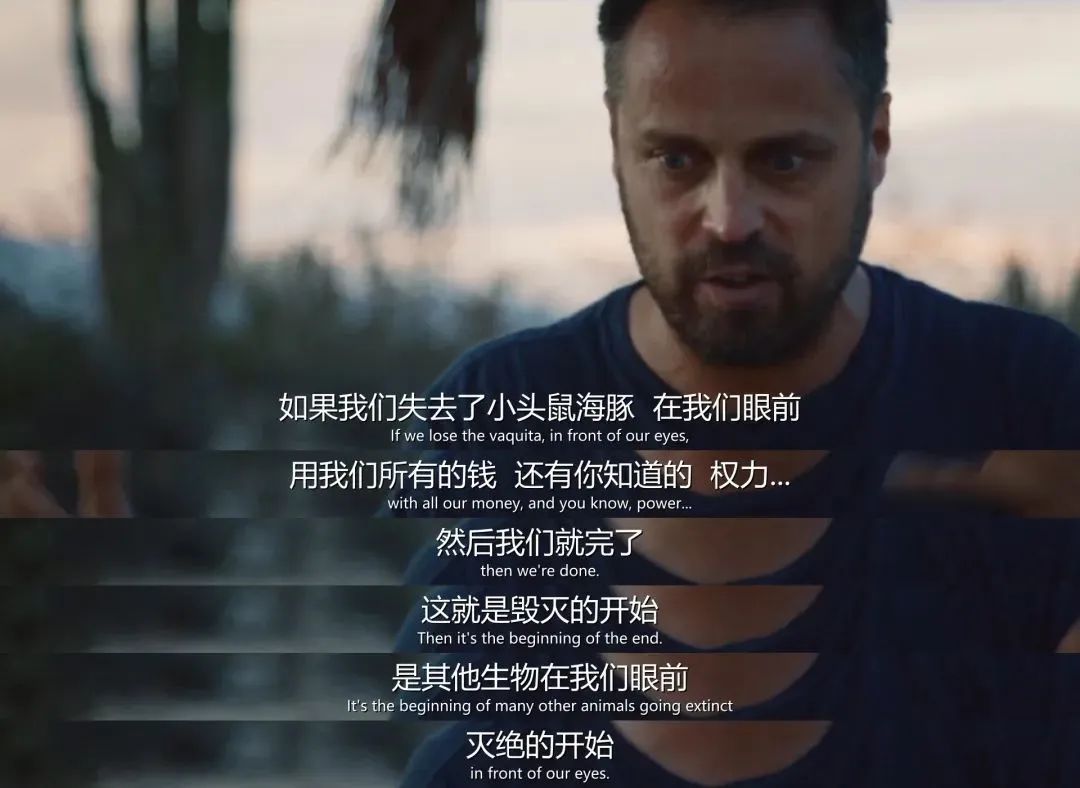 如果我们失去了小头鼠海豚 在我们眼前
If we lose the vaquita, in front of our eyes,
用我们所有的钱 还有你知道的 权力...
with all our money, and you know, power...
然后我们就完了
then we're done.
这就是毁灭的开始
Then it's the beginning of the end.
是其他生物在我们眼前
It's the beginning of many other animals going extinct
灭绝的开始
in front of our eyes.